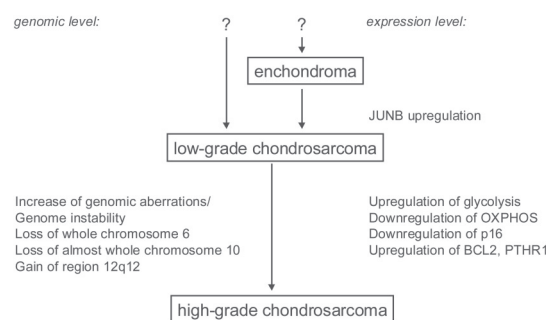 genomic level:
? ?
expression level:
enchondroma
JUNB upregulation
low-grade chondrosarcoma
Increase of genomic aberrations/
Genome instability
Loss of whole chromosome 6
Loss of almost whole chromosome 10
Gain of region 12q12
Upregulation of glycolysis
Downregulation of OXPHOS
Downregulation of p16
Upregulation of BCL2, PTHR1
high-grade chondrosarcoma